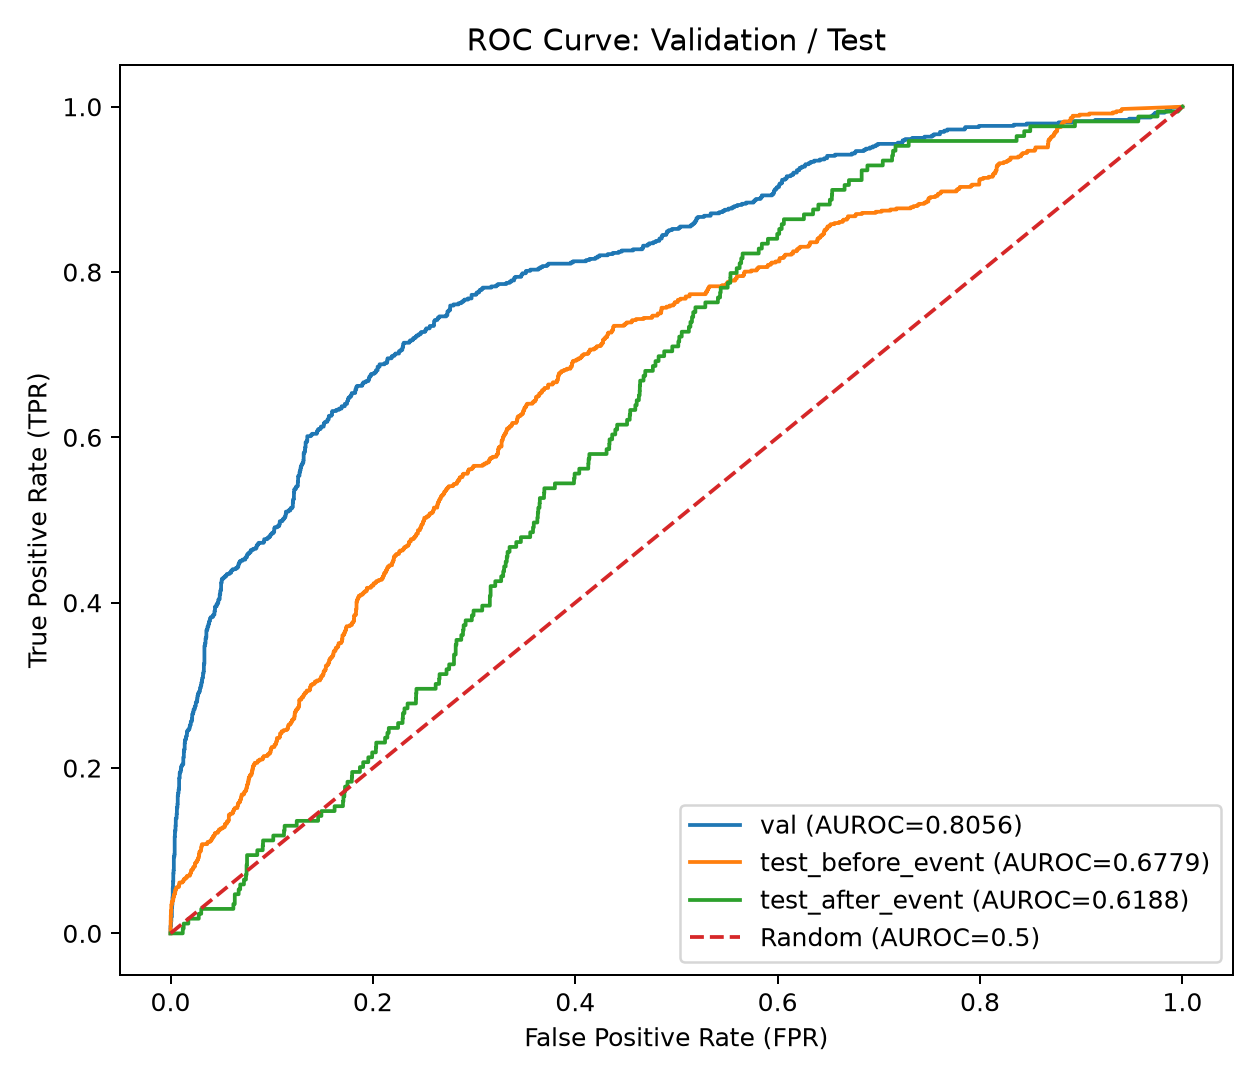 ROC Curve: Validation / Test
True Positive Rate (TPR)
1.0
0.8
0.6
0.4
0.2
0.0
val (AUROC=0.8056)
test_before_event (AUROC=0.6779)
test_after_event (AUROC=0.6188)
Random (AUROC=0.5)
0.0 0.2 0.4 0.6 0.8 1.0
False Positive Rate (FPR)